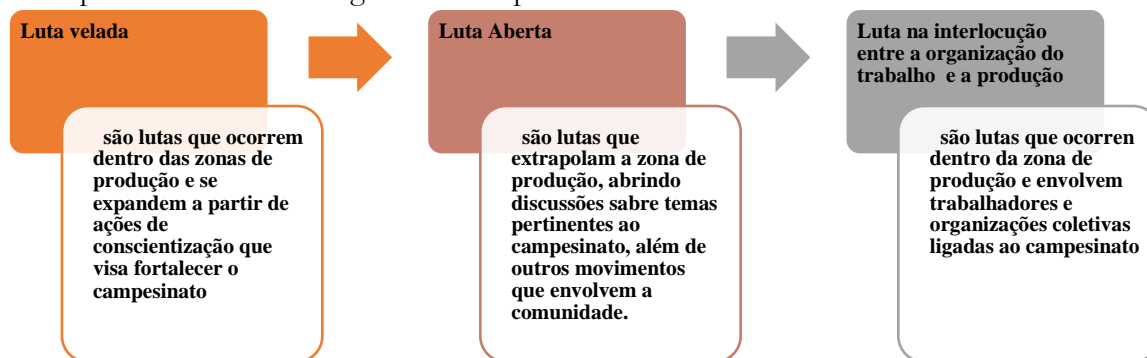 Luta velada
são lutas que ocorrem
dentro das zonas de
produção e se
expandem a partir de
ações de
conscientização que
visa fortalecer o
campesinato
Luta Aberta
são lutas que
extrapolam a zona de
produção, abrindo
discussões sabre temas
pertinentes ao
campesinato, além de
outros movimentos
que envolvem a
comunidade.
Luta na interlocução
entre a organização do
trabalho e a produção
são lutas que ocorren
dentro da zona de
produção e envolvem
trabalhadores e
organizações coletivas
ligadas ao campesinato